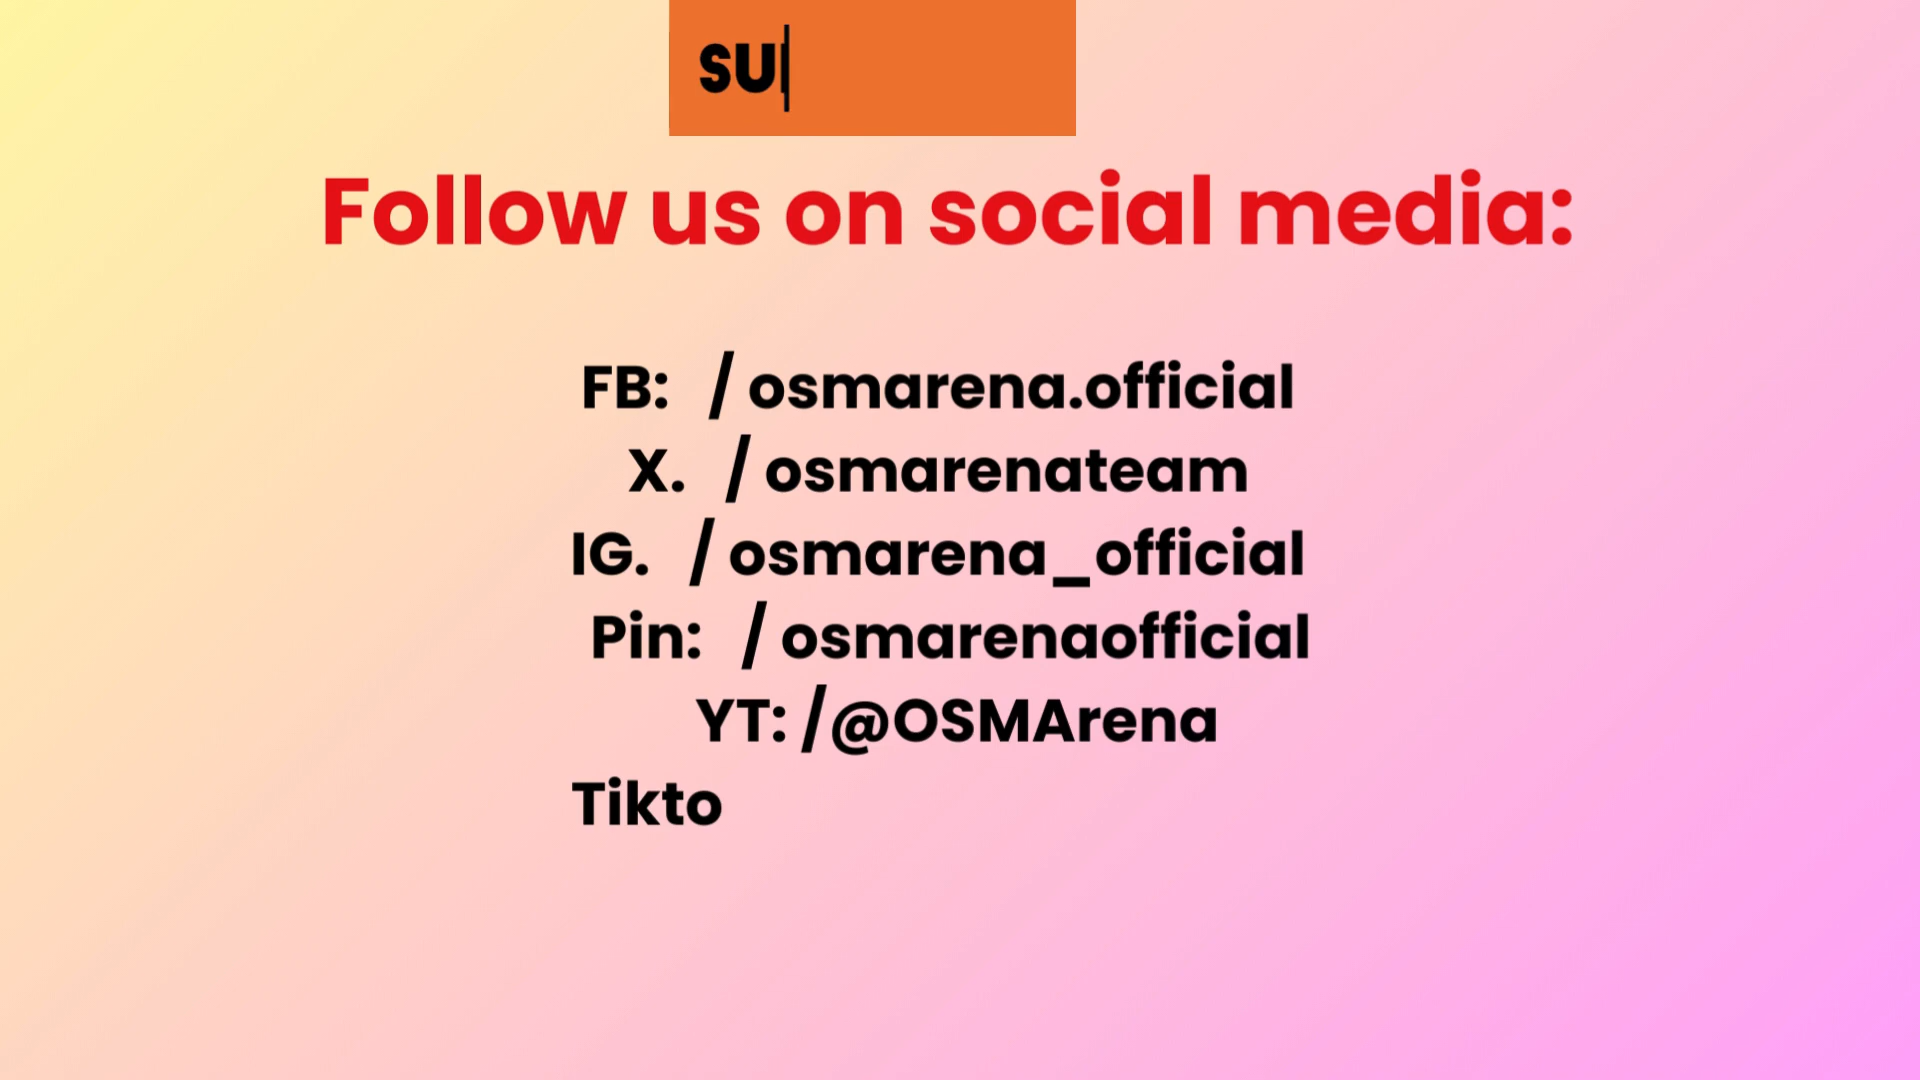 SU
Follow us on social media:
FB: / osmarena.official
X. / osmarenateam
IG. / osmarena_official
Pin: / osmarenaofficial
YT: /@OSMArena
Tikto